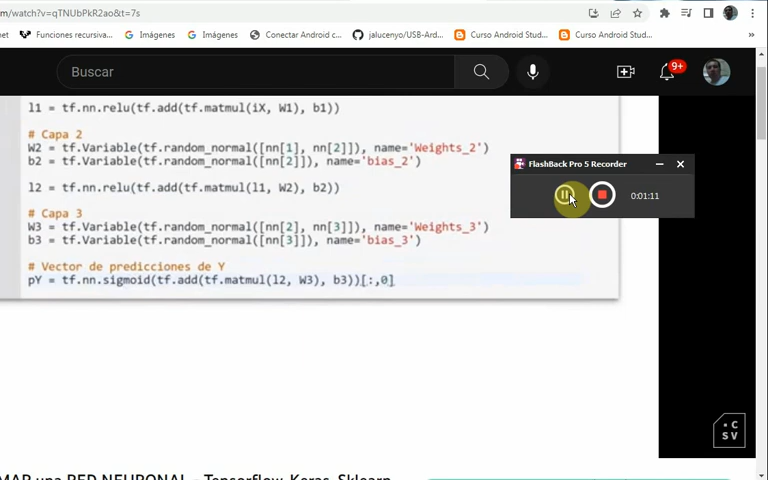 m/watch?v=qTNUbPkR2ao&t=7s
net
Funciones recursiva...
Imágenes
Imágenes
Conectar Android c...
jalucenyo/USB-Ard...
Curso Android Stud...
Curso Android Stud...
»
Buscar
9+
l1 = tf.nn.relu(tf.add(tf.matmul(iX, W1), b1))
# Capa 2
W2 = tf.Variable(tf.random_normal([nn[1], nn[2]]), name='Weights_2')
b2 = tf.Variable(tf.random_normal([nn[2]]), name='bias_2')
l2 = tf.nn.relu(tf.add(tf.matmul(l1, W2), b2))
# Capa 3
W3 = tf.Variable(tf.random_normal([nn[2], nn[3]]), name='Weights_3')
b3 = tf.Variable(tf.random_normal([nn[3]]), name='bias_3')
# Vector de predicciones de Y
pY = tf.nn.sigmoid(tf.add(tf.matmul(l2, W3), b3))[:,0]
FlashBack Pro 5 Recorder
0:01:11
.C
SV
una RED NEURONAL - Tensorflow, Keras, Sklearn